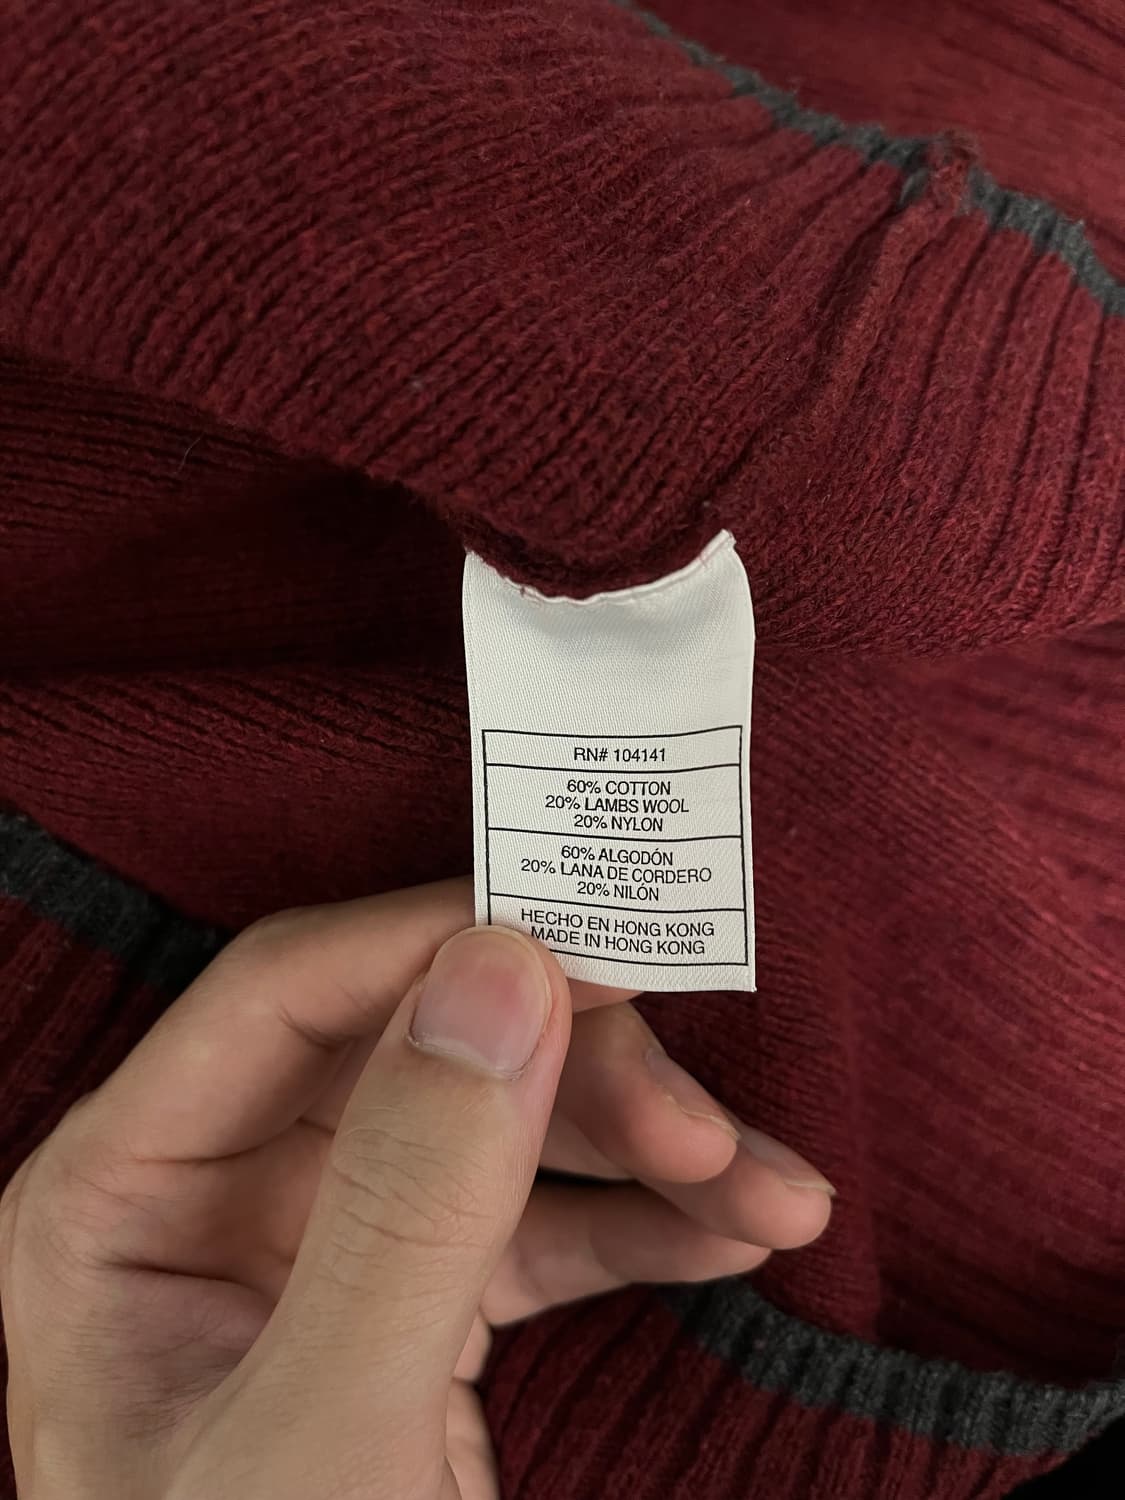 RN# 104141
60% COTTON
20% LAMBS WOOL
20% NYLON
60% ALGODÓN
20% LANA DE CORDERO
20% NILÓN
HECHO EN HONG KONG
MADE IN HONG KONG